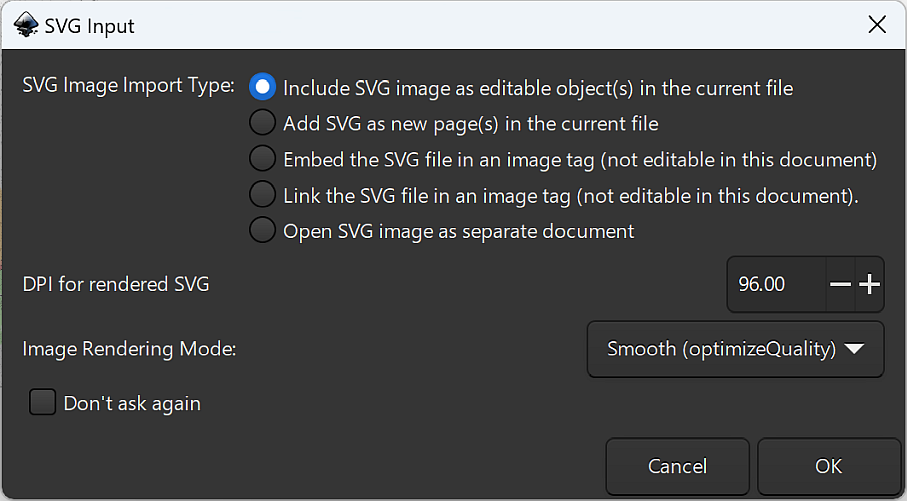 SVG Input
SVG Image Import Type:
Include SVG image as editable object(s) in the current file
Add SVG as new page(s) in the current file
Embed the SVG file in an image tag (not editable in this document)
Link the SVG file in an image tag (not editable in this document).
Open SVG image as separate document
DPI for rendered SVG
96.00
Image Rendering Mode:
Smooth (optimizeQuality)
Don't ask again
Cancel
OK